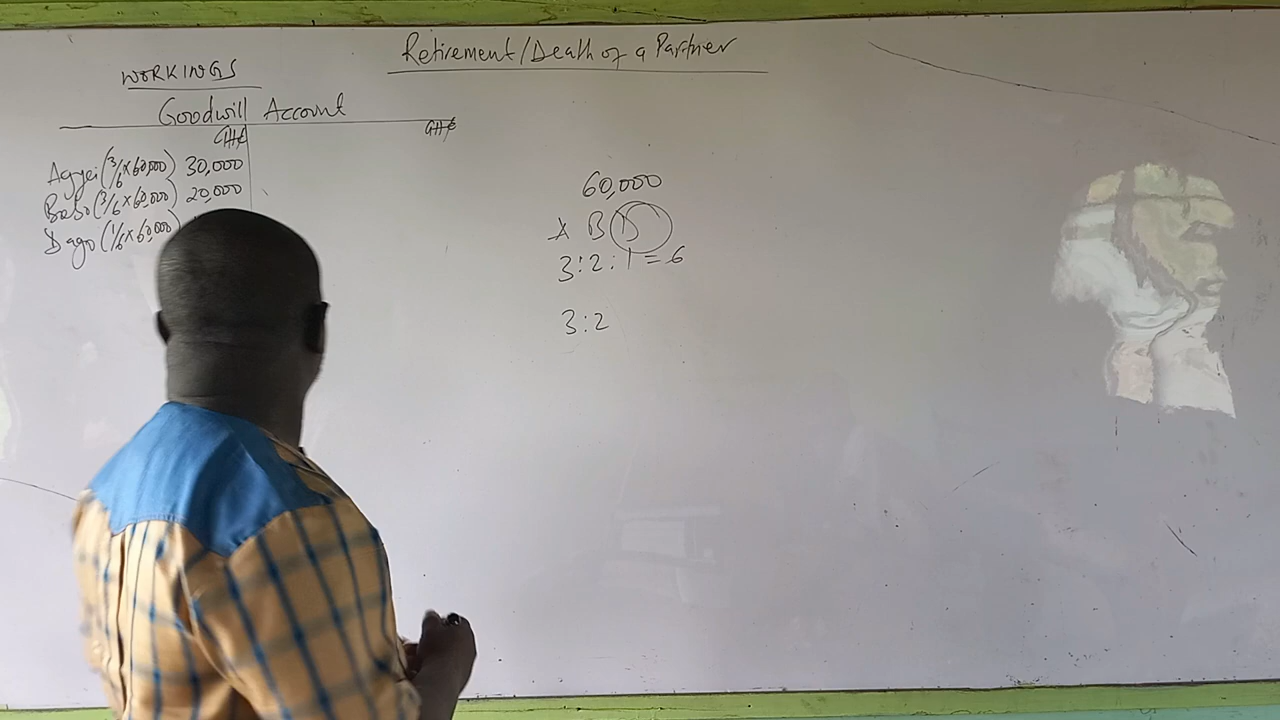 Retirement/Death of a Partner
WORKINGS
Goodwill Account
GH₵ GH₵
Agyei (3/6 x 60,000) 30,000
Baba (3/6 x 60,000) 20,000
Dago (1/6 x 60,000)
60,000
A B D
3:2:1 = 6
3:2